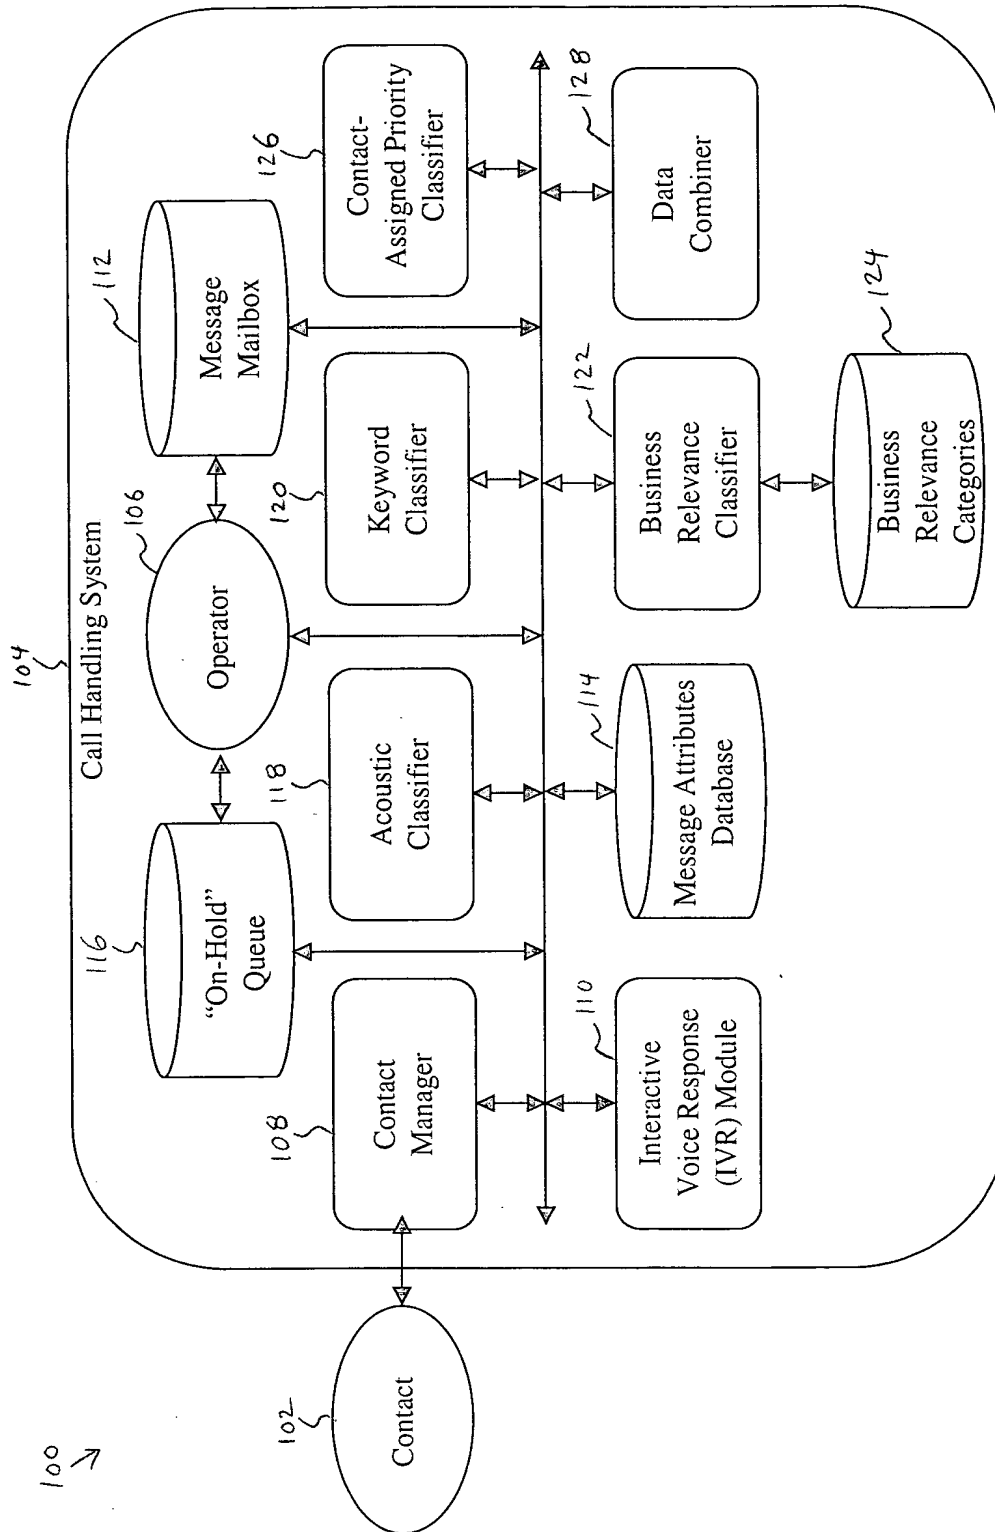 100
104
Call Handling System
102
Contact
116
"On-Hold"
Queue
106
Operator
112
Message
Mailbox
108
Contact
Manager
118
Acoustic
Classifier
120
Keyword
Classifier
126
Contact-
Assigned Priority
Classifier
110
Interactive
Voice Response
(IVR) Module
114
Message Attributes
Database
122
Business
Relevance
Classifier
128
Data
Combiner
124
Business
Relevance
Categories